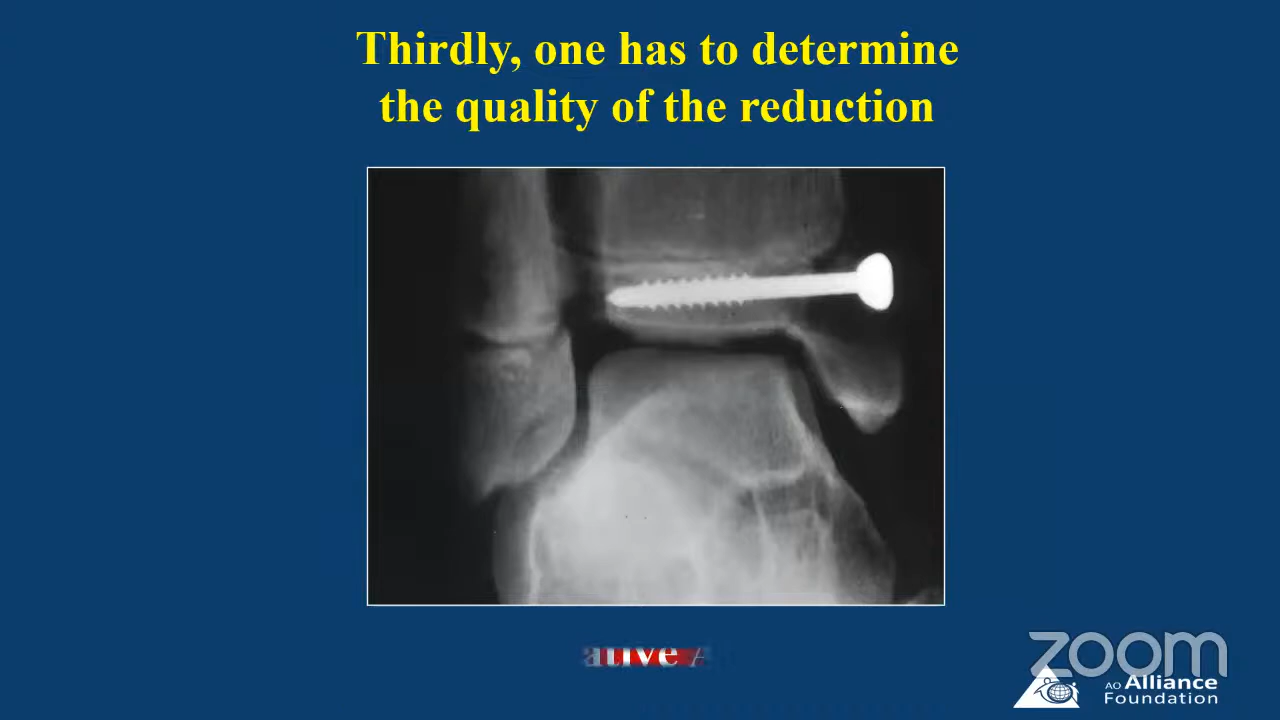 Thirdly, one has to determine
the quality of the reduction
zoom
AO Alliance
Foundation